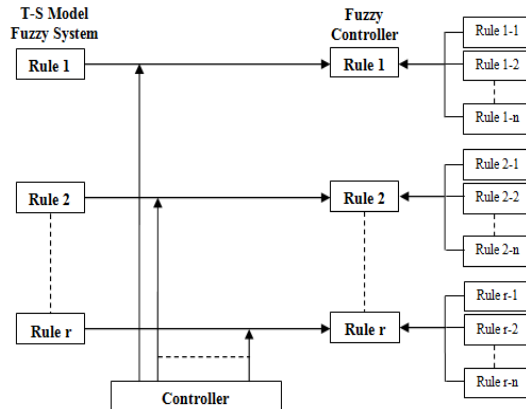 T-S Model
Fuzzy System
Fuzzy
Controller
Rule 1
Rule 1
Rule 1-1
Rule 1-2
Rule 1-n
Rule 2
Rule 2
Rule 2-1
Rule 2-2
Rule 2-n
Rule r
Rule r
Rule r-1
Rule r-2
Rule r-n
Controller